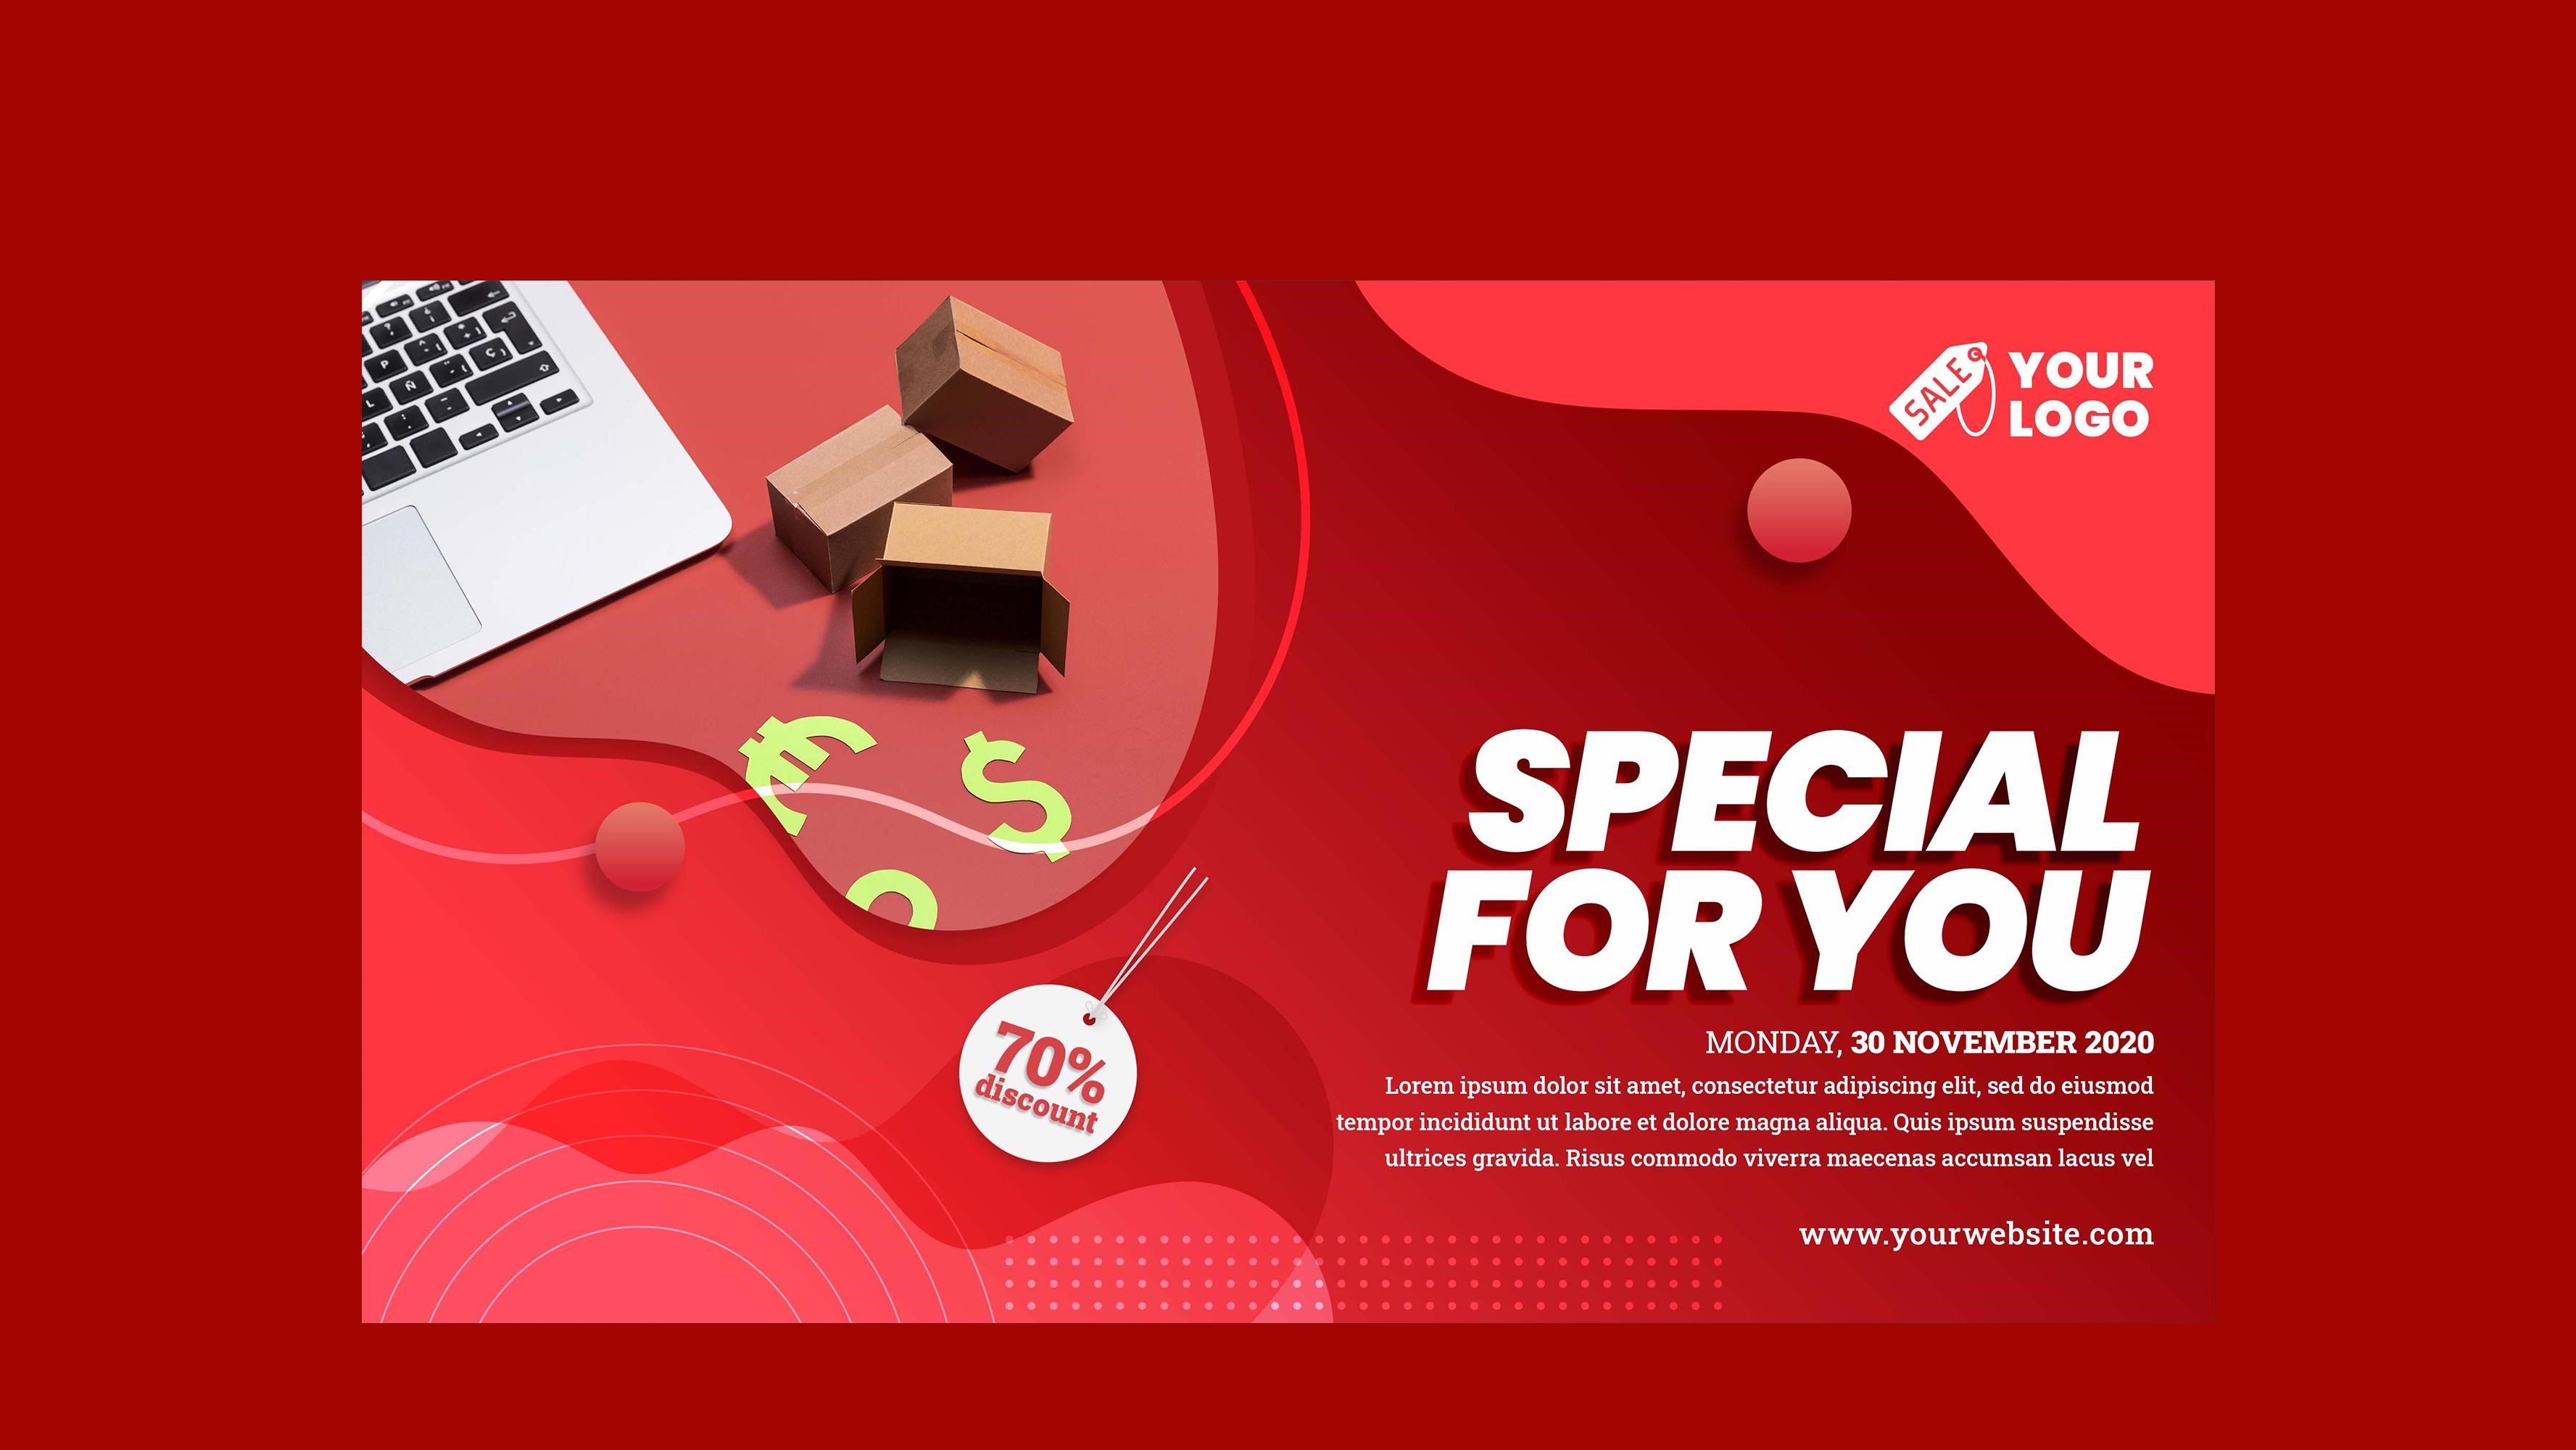 SALE
YOUR
LOGO
€
$
SPECIAL
FOR YOU
MONDAY, 30 NOVEMBER 2020
Lorem ipsum dolor sit amet, consectetur adipiscing elit, sed do eiusmod
tempor incididunt ut labore et dolore magna aliqua. Quis ipsum suspendisse
ultrices gravida. Risus commodo viverra maecenas accumsan lacus vel
www.yourwebsite.com
70%
discount